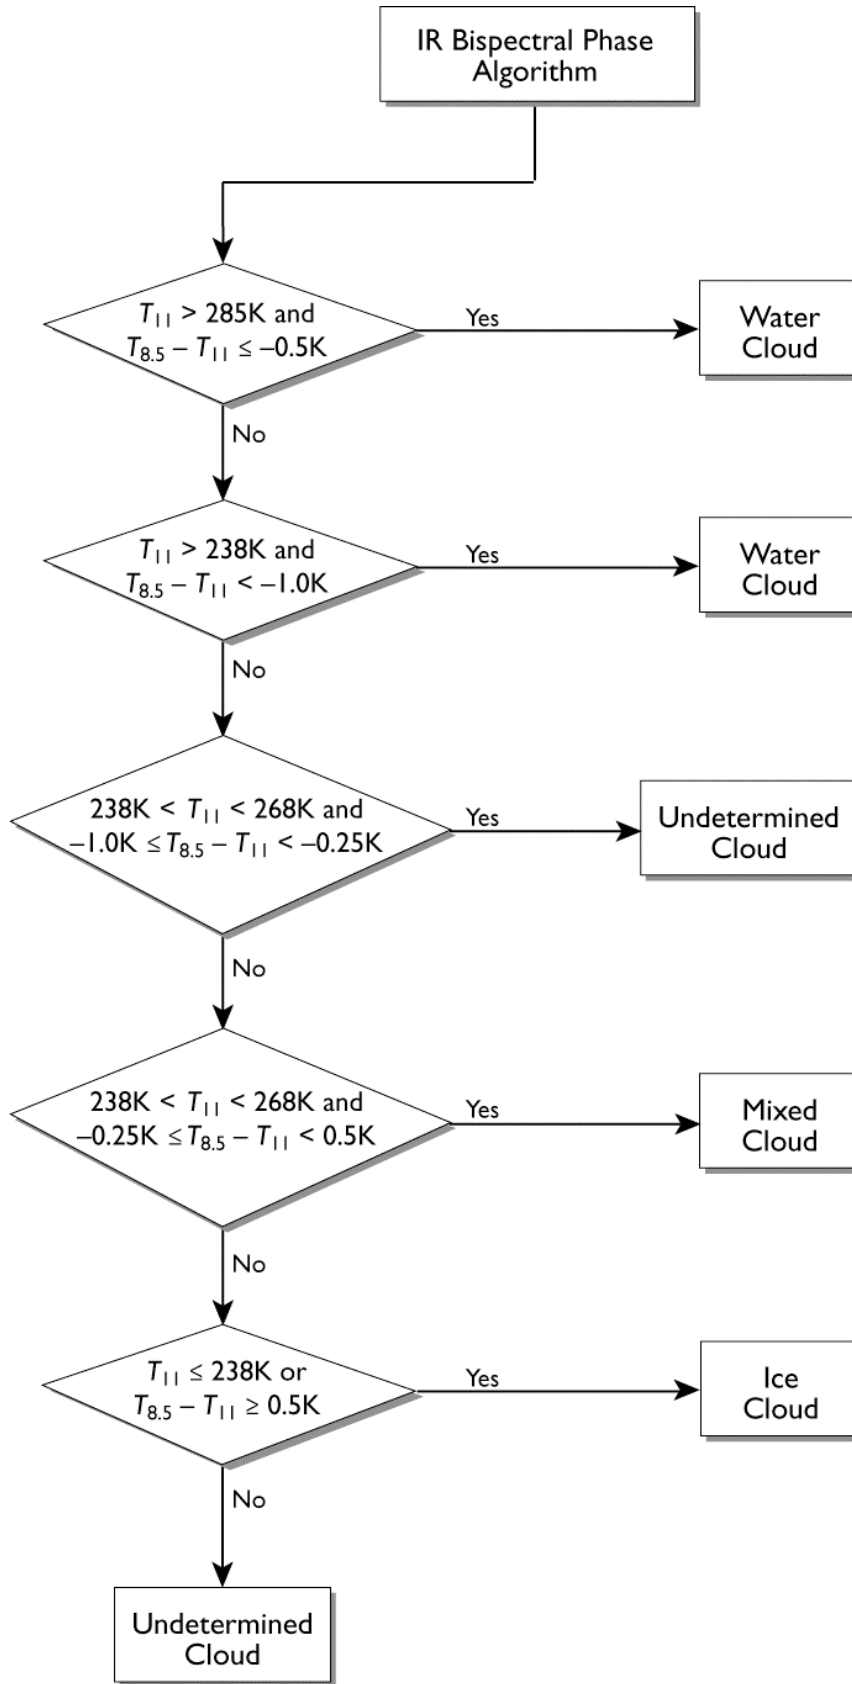 IR Bispectral Phase
Algorithm
T₁₁ > 285K and
T₈.₅ – T₁₁ ≤ –0.5K
Yes
Water
Cloud
No
T₁₁ > 238K and
T₈.₅ – T₁₁ < –1.0K
Yes
Water
Cloud
No
238K < T₁₁ < 268K and
–1.0K ≤ T₈.₅ – T₁₁ < –0.25K
Yes
Undetermined
Cloud
No
238K < T₁₁ < 268K and
–0.25K ≤ T₈.₅ – T₁₁ < 0.5K
Yes
Mixed
Cloud
No
T₁₁ ≤ 238K or
T₈.₅ – T₁₁ ≥ 0.5K
Yes
Ice
Cloud
No
Undetermined
Cloud